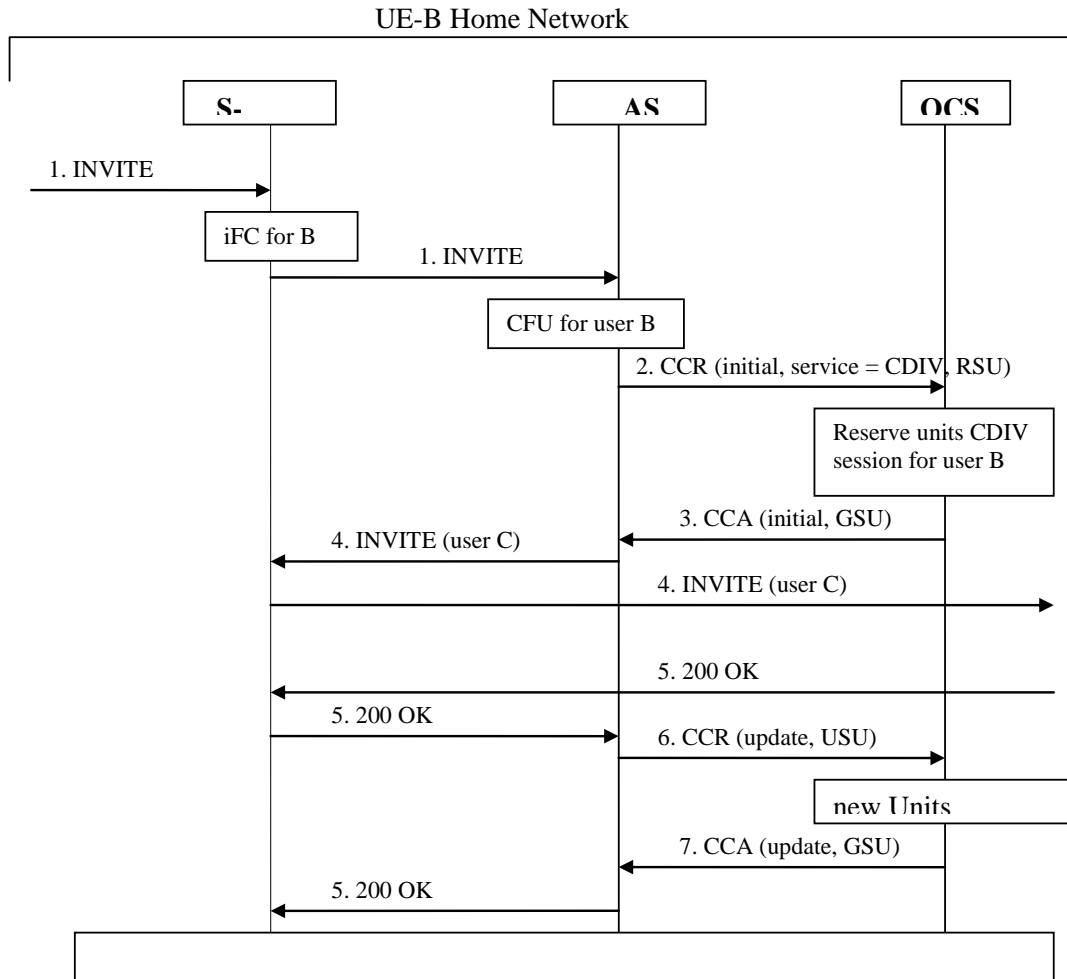 UE-B Home Network
S-
AS
OCS
1. INVITE
iFC for B
1. INVITE
CFU for user B
2. CCR (initial, service = CDIV, RSU)
Reserve units CDIV
session for user B
3. CCA (initial, GSU)
4. INVITE (user C)
4. INVITE (user C)
5. 200 OK
5. 200 OK
6. CCR (update, USU)
new Units
7. CCA (update, GSU)
5. 200 OK